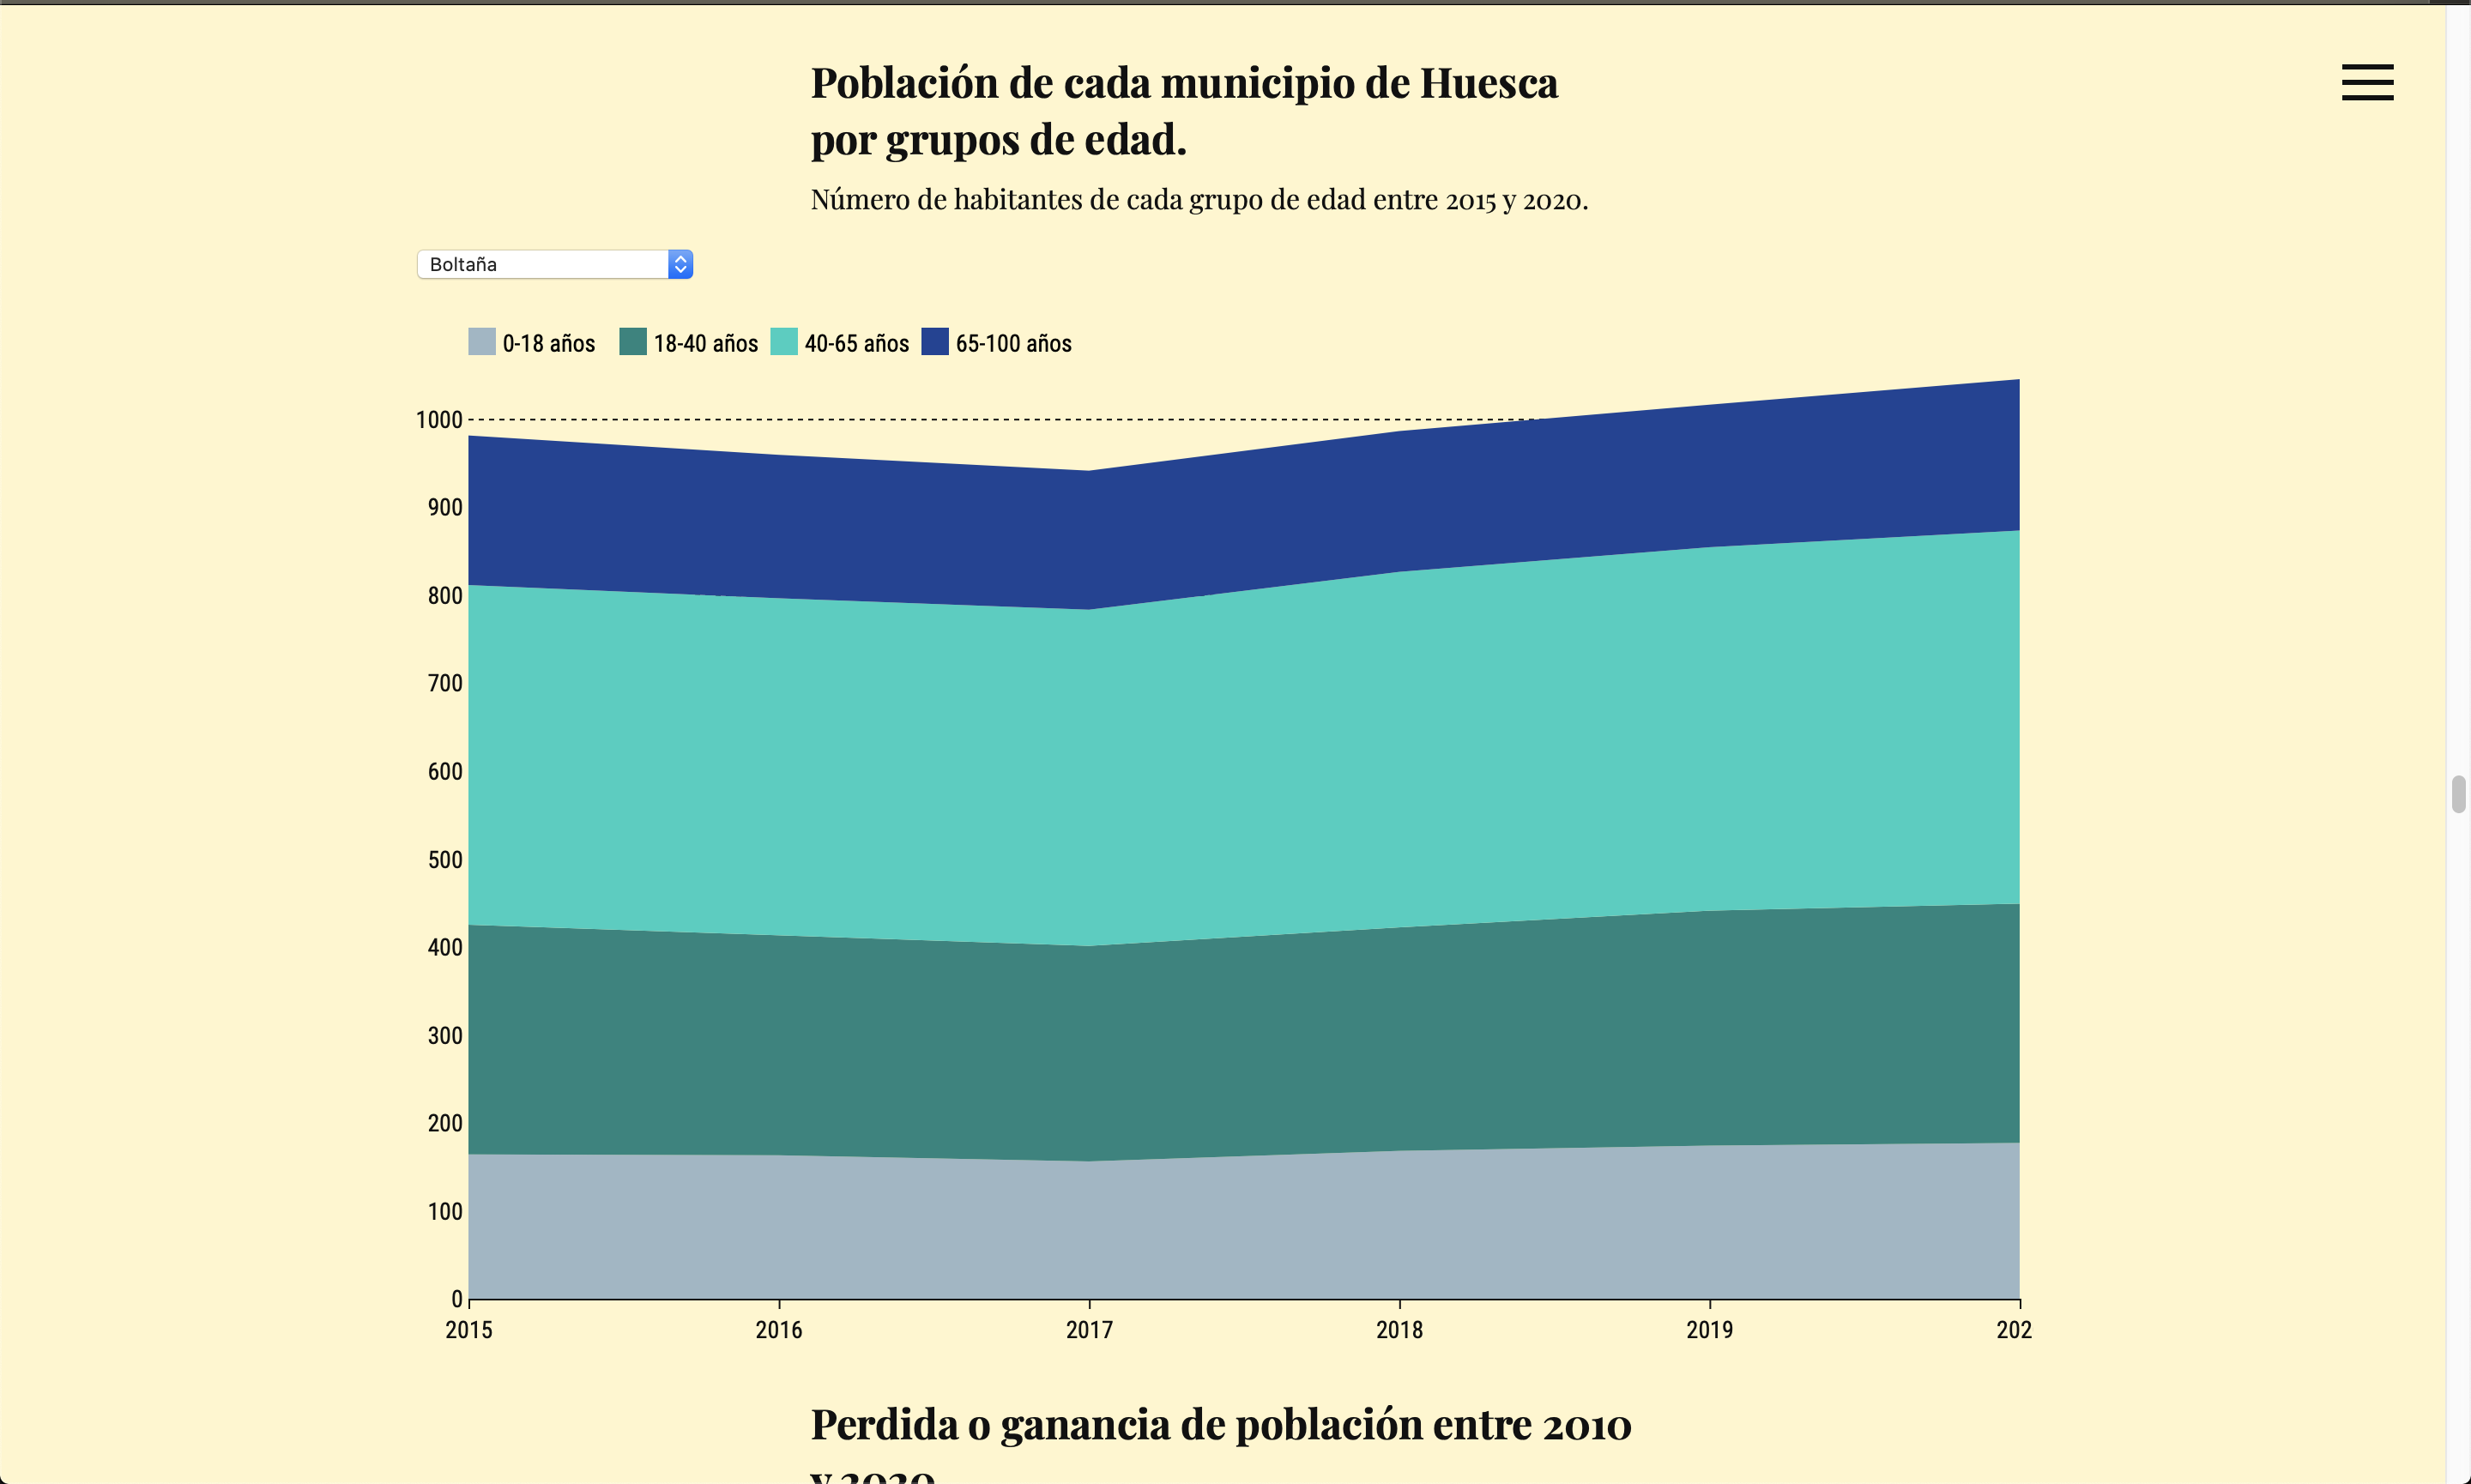 Población de cada municipio de Huesca
por grupos de edad.
Número de habitantes de cada grupo de edad entre 2015 y 2020.
Boltaña
0-18 años 18-40 años 40-65 años 65-100 años
1000
900
800
700
600
500
400
300
200
100
0
2015 2016 2017 2018 2019 202
Perdida o ganancia de población entre 2010
y 2020